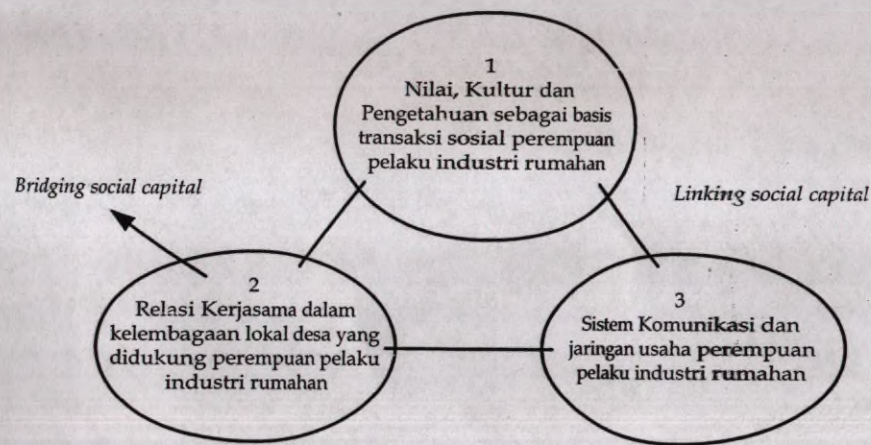 1
Nilai, Kultur dan
Pengetahuan sebagai basis
transaksi sosial perempuan
pelaku industri rumahan
Bridging social capital
Linking social capital
2
Relasi Kerjasama dalam
kelembagaan lokal desa yang
didukung perempuan pelaku
industri rumahan
3
Sistem Komunikasi dan
jaringan usaha perempuan
pelaku industri rumahan